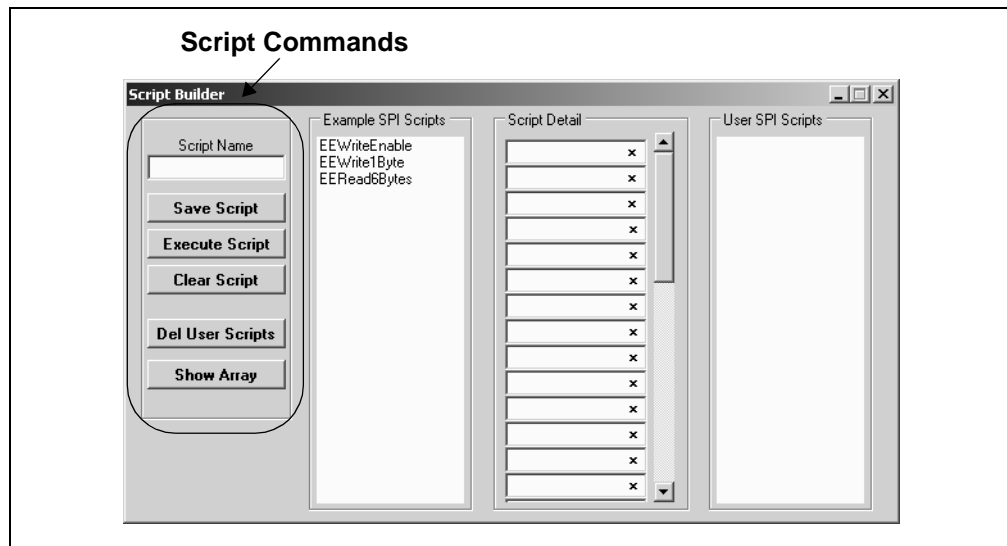 Script Commands
Script Builder
Script Name
Save Script
Execute Script
Clear Script
Del User Scripts
Show Array
Example SPI Scripts
EEWriteEnable
EEWrite1Byte
EERead6Bytes
Script Detail
x
x
x
x
x
x
x
x
x
x
x
x
x
x
User SPI Scripts